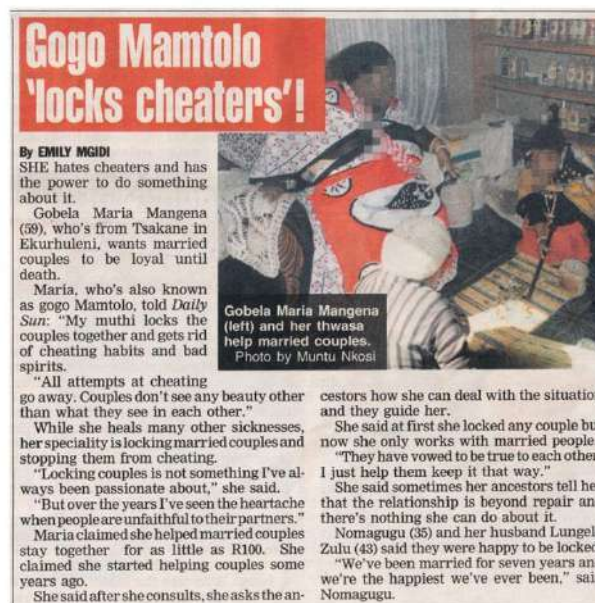 Gogo Mamtolo
'locks cheaters'!
By EMILY MGIDI
SHE hates cheaters and has
the power to do something
about it.
Gobela Maria Mangena
(59), who's from Tsakane in
Ekurhuleni, wants married
couples to be loyal until
death.
Maria, who's also known
as gogo Mamtolo, told Daily
Sun: "My muthi locks the
couples together and gets rid
of cheating habits and bad
spirits.
"All attempts at cheating
go away. Couples don't see any beauty other
than what they see in each other."
While she heals many other sicknesses,
her speciality is locking married couples and
stopping them from cheating.
"Locking couples is not something I've al-
ways been passionate about," she said.
"But over the years I've seen the heartache
when people are unfaithful to their partners."
Maria claimed she helped married couples
stay together for as little as R100. She
claimed she started helping couples some
years ago.
She said after she consults, she asks the an-
Gobela Maria Mangena
(left) and her thwasa
help married couples.
Photo by Muntu Nkosi
cestors how she can deal with the situatio
and they guide her.
She said at first she locked any couple bu
now she only works with married people
"They have vowed to be true to each other
I just help them keep it that way."
She said sometimes her ancestors tell he
that the relationship is beyond repair an
there's nothing she can do about it.
Nomagugu (35) and her husband Lungel
Zulu (43) said they were happy to be locked
"We've been married for seven years an
we're the happiest we've ever been," sai
Nomagugu.